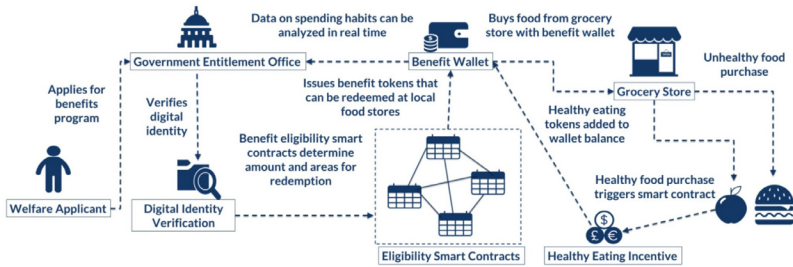 Data on spending habits can be
analyzed in real time
Buys food from grocery
store with benefit wallet
Government Entitlement Office
Benefit Wallet
Unhealthy food
purchase
Applies for
benefits
program
Verifies
digital
identity
Issues benefit tokens that
can be redeemed at local
food stores
Grocery Store
Healthy eating
tokens added to
wallet balance
Benefit eligibility smart
contracts determine
amount and areas for
redemption
Healthy food purchase
triggers smart contract
Welfare Applicant
Digital Identity
Verification
$
£
€
Eligibility Smart Contracts
Healthy Eating Incentive